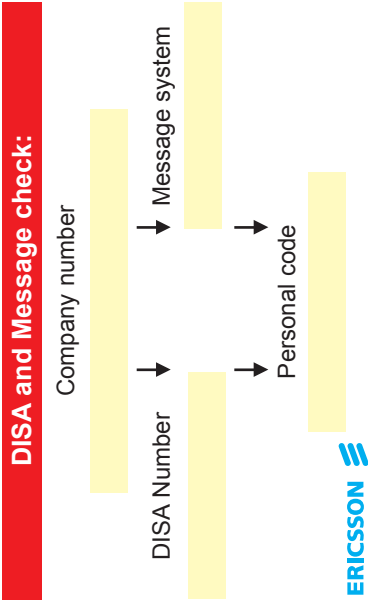 DISA and Message check:
Company number
DISA Number
Message system
Personal code
ERICSSON